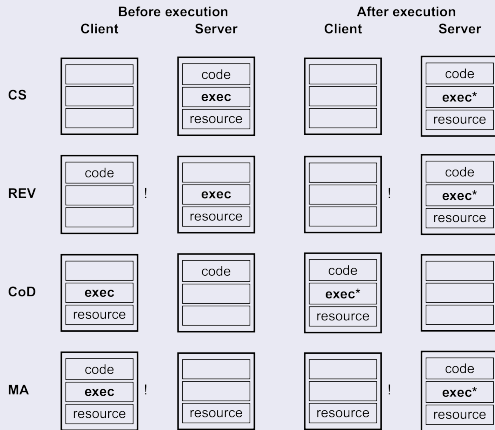 Before execution After execution
Client Server Client Server
CS
code code
exec exec*
resource resource
REV
code code
! exec ! exec*
resource resource
CoD
code code
exec exec*
resource resource
MA
code code
exec ! ! exec*
resource resource resource resource